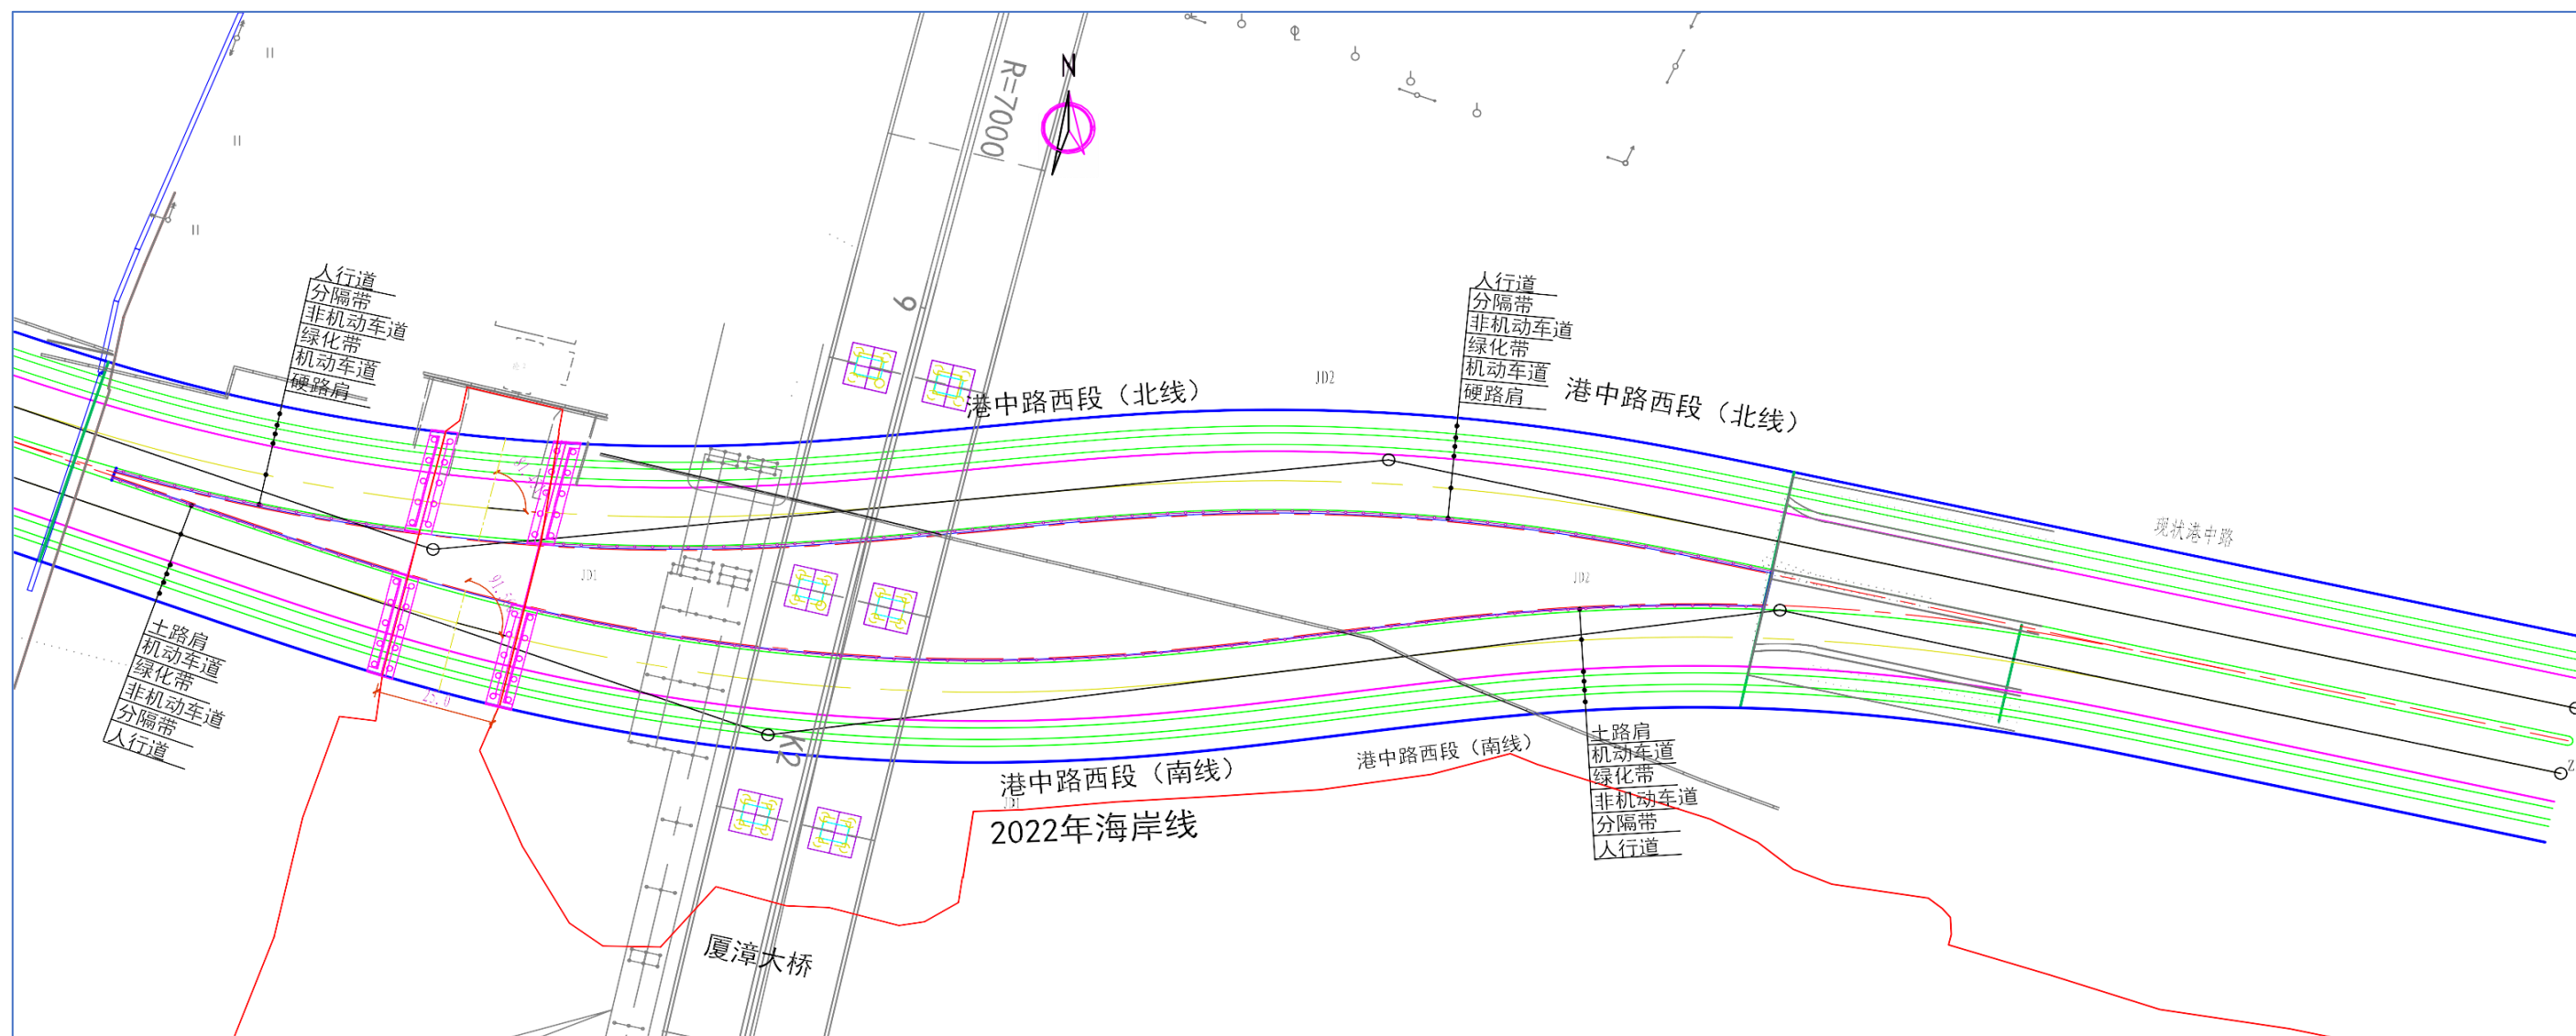 N
R=7000
9
人行道
分隔带
非机动车道
绿化带
机动车道
硬路肩
人行道
分隔带
非机动车道
绿化带
机动车道
硬路肩
JD2
港中路西段（北线）
港中路西段（北线）
现状港中路
JD1
JD2
土路肩
机动车道
绿化带
非机动车道
分隔带
人行道
25.0
K2
港中路西段（南线）
港中路西段（南线）
JD1
2022年海岸线
土路肩
机动车道
绿化带
非机动车道
分隔带
人行道
厦漳大桥